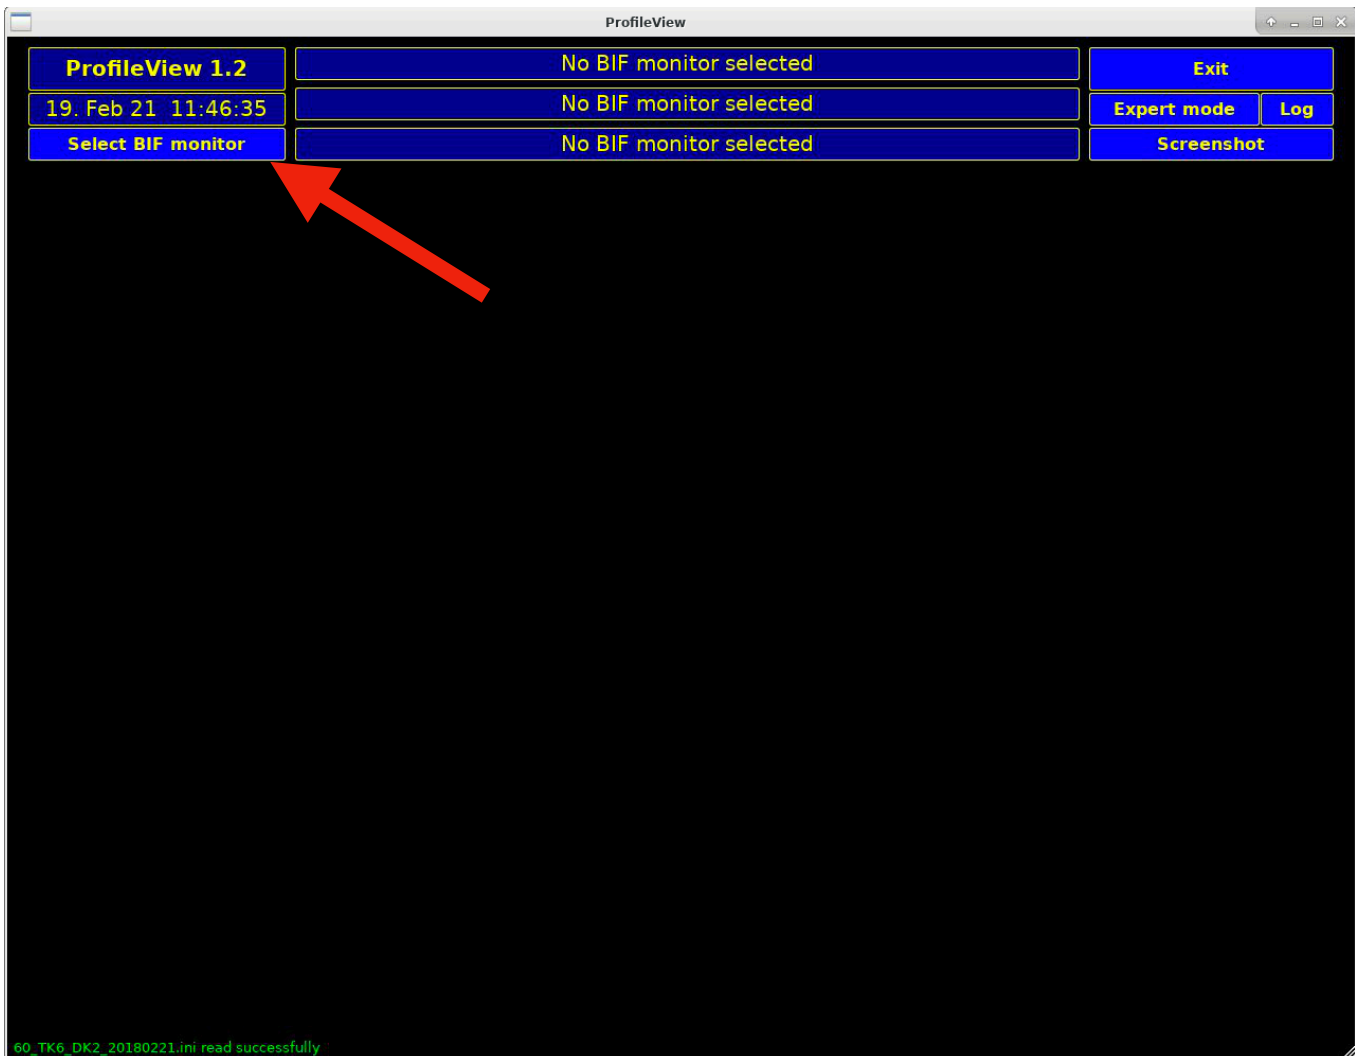 ProfileView
ProfileView 1.2
No BIF monitor selected
Exit
19. Feb 21 11:46:35
No BIF monitor selected
Expert mode
Log
Select BIF monitor
No BIF monitor selected
Screenshot
60_TK6_DK2_20180221.ini read successfully